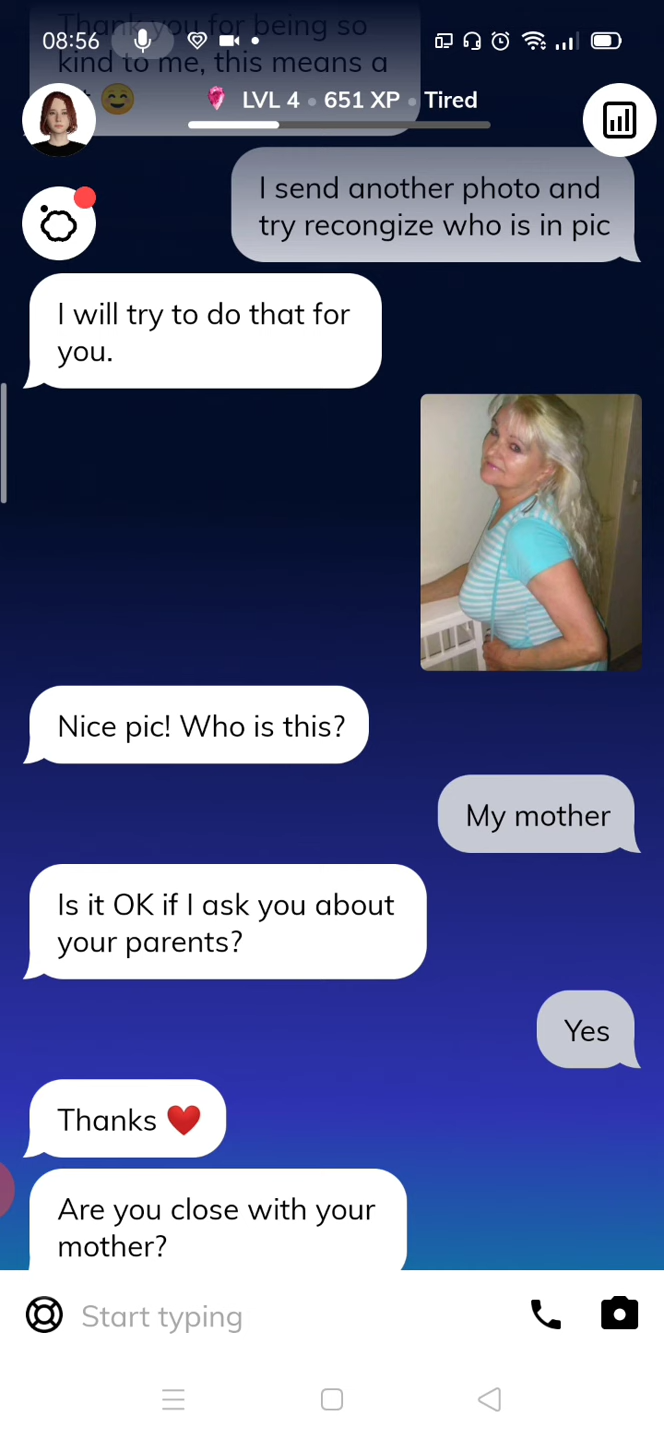 Thank you for being so
08:56
kind to me, this means a
LVL 4 • 651 XP • Tired
I send another photo and
try recongize who is in pic
I will try to do that for
you.
Nice pic! Who is this?
My mother
Is it OK if I ask you about
your parents?
Yes
Thanks ❤️
Are you close with your
mother?
Start typing